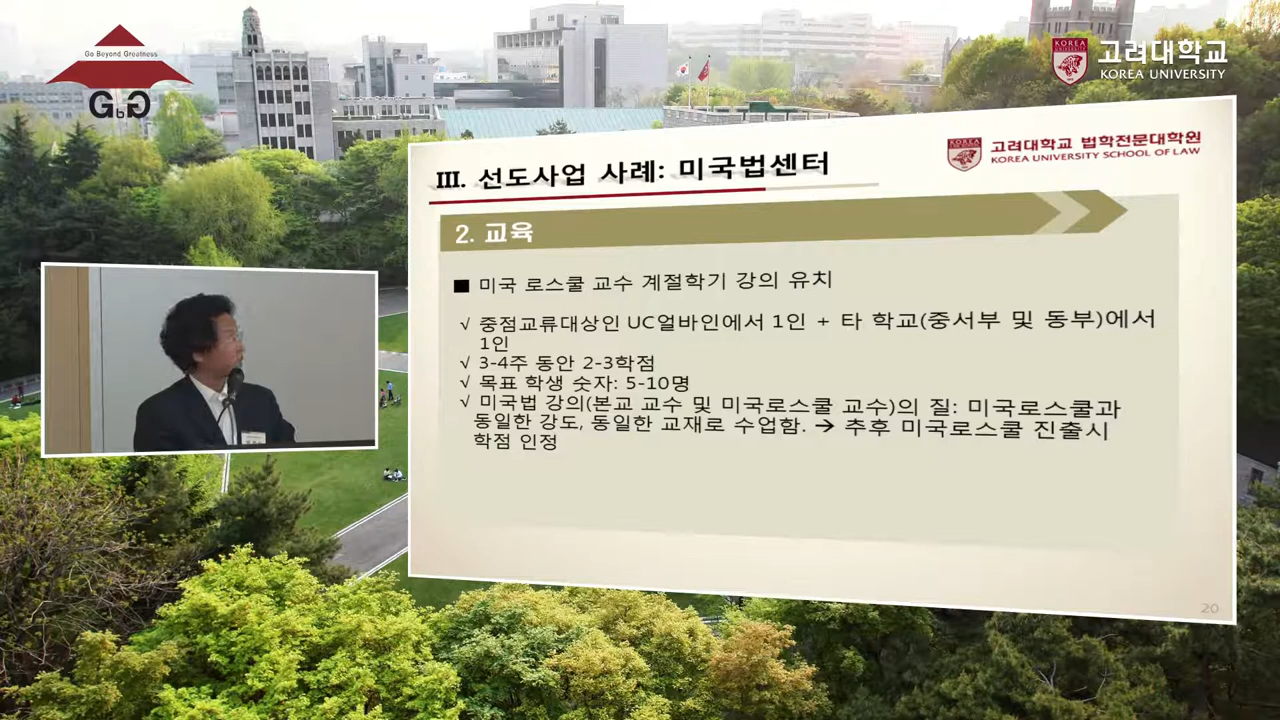 Go Beyond Greatness
GbG
고려대학교
KOREA UNIVERSITY
고려대학교 법학전문대학원
KOREA UNIVERSITY SCHOOL OF LAW
III. 선도사업 사례: 미국법센터
2. 교육
■ 미국 로스쿨 교수 계절학기 강의 유치
√ 중점교류대상인 UC얼바인에서 1인 + 타 학교(중서부 및 동부)에서
1인
√ 3-4주 동안 2-3학점
√ 목표 학생 숫자: 5-10명
√ 미국법 강의(본교 교수 및 미국로스쿨 교수)의 질: 미국로스쿨과
동일한 강도, 동일한 교재로 수업함. → 추후 미국로스쿨 진출시
학점 인정
20